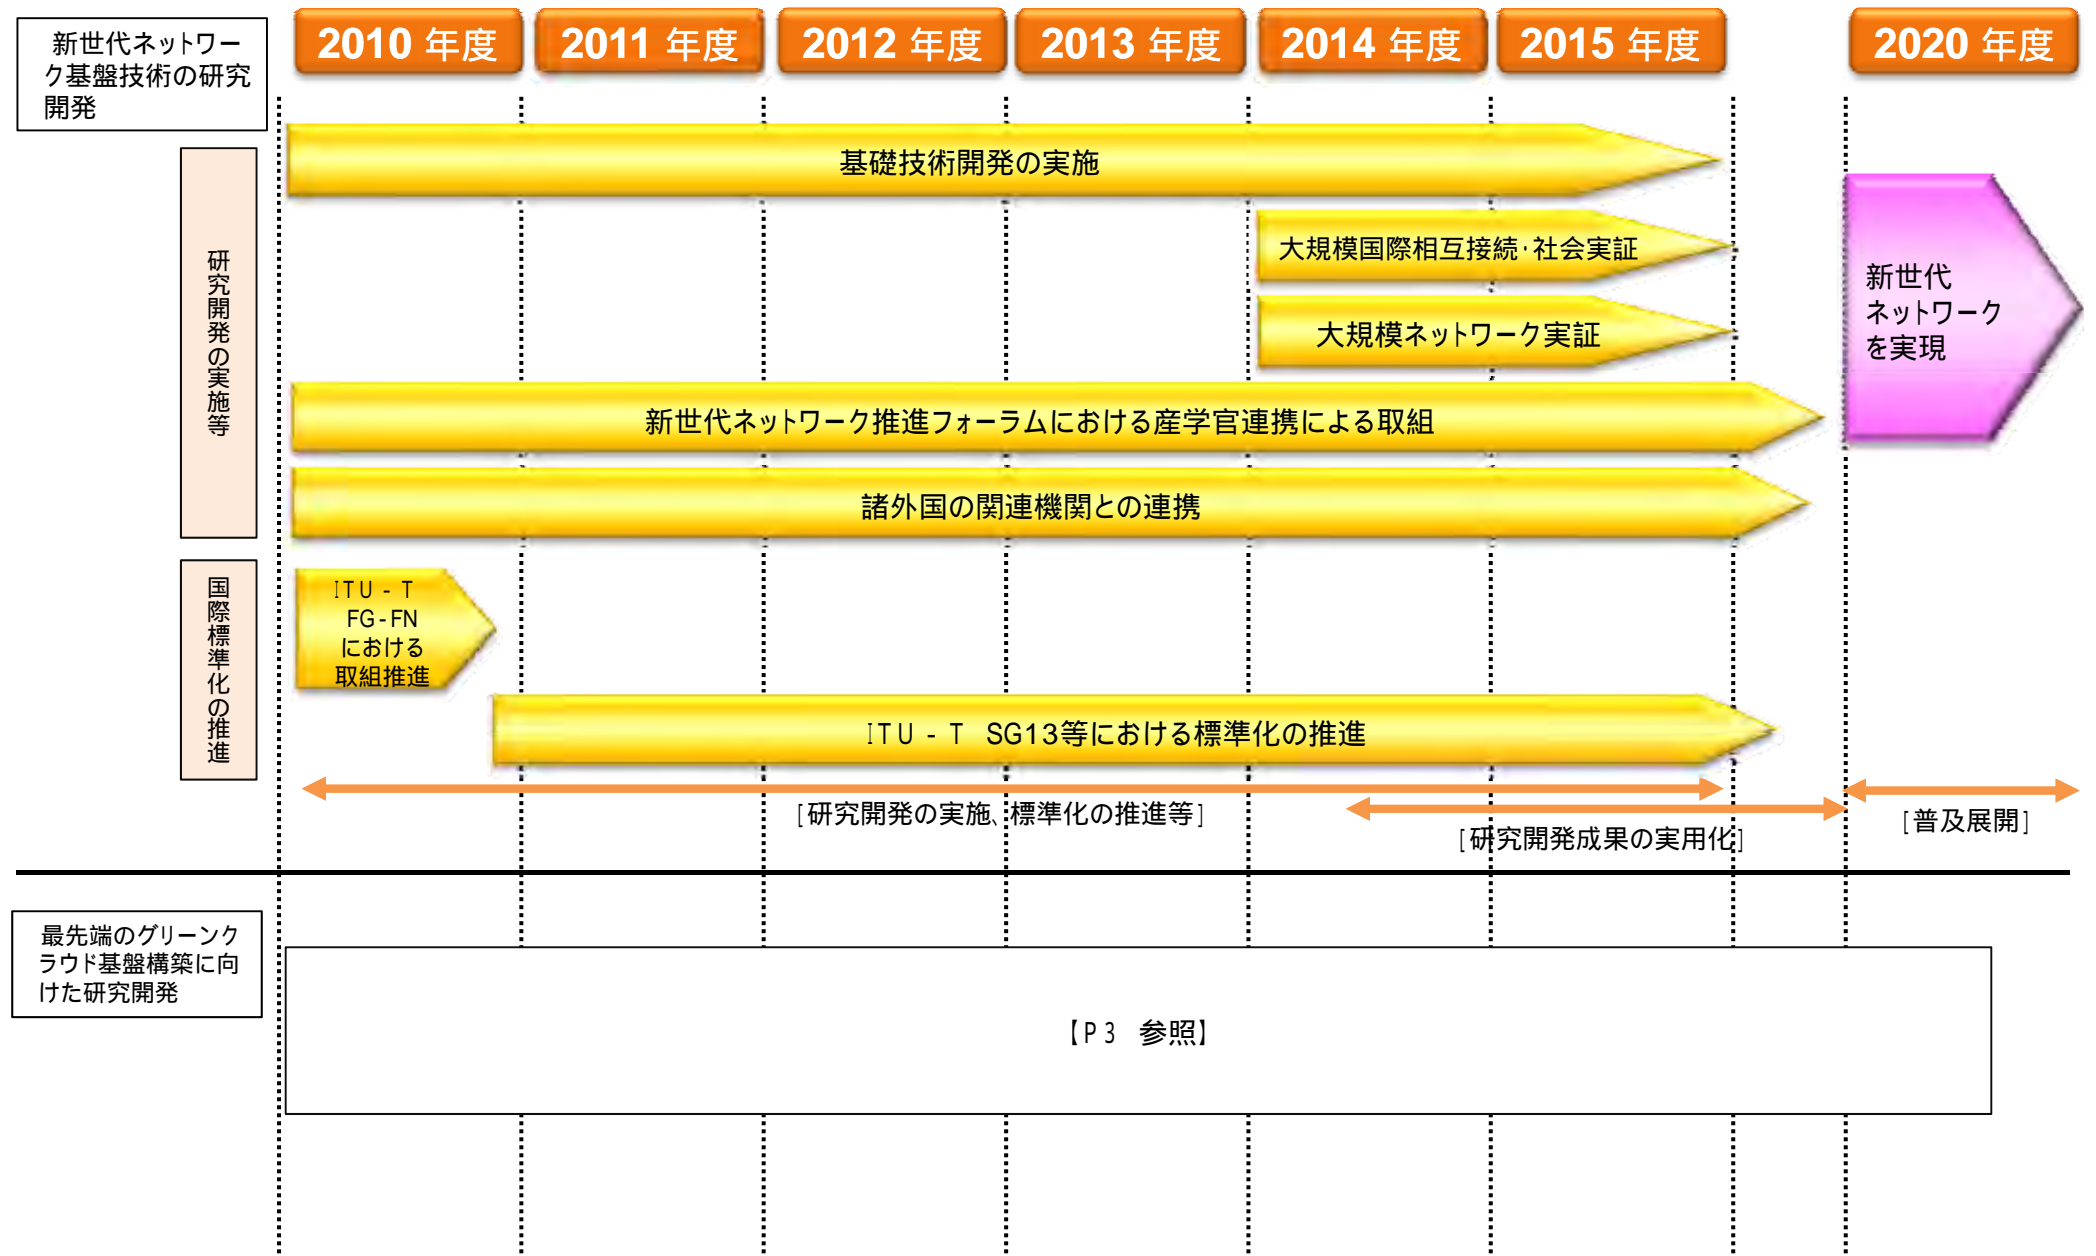 新世代ネットワー
ク基盤技術の研究
開発
2010 年度
2011 年度
2012 年度
2013 年度
2014 年度
2015 年度
2020 年度
研究開発の実施等
基礎技術開発の実施
大規模国際相互接続・社会実証
大規模ネットワーク実証
新世代ネットワーク推進フォーラムにおける産学官連携による取組
諸外国の関連機関との連携
新世代
ネットワーク
を実現
国際標準化の推進
ITU-T
FG-FN
における
取組推進
ITU-T SG13等における標準化の推進
[研究開発の実施、標準化の推進等]
[研究開発成果の実用化]
[普及展開]
最先端のグリーンク
ラウド基盤構築に向
けた研究開発
【P3 参照】